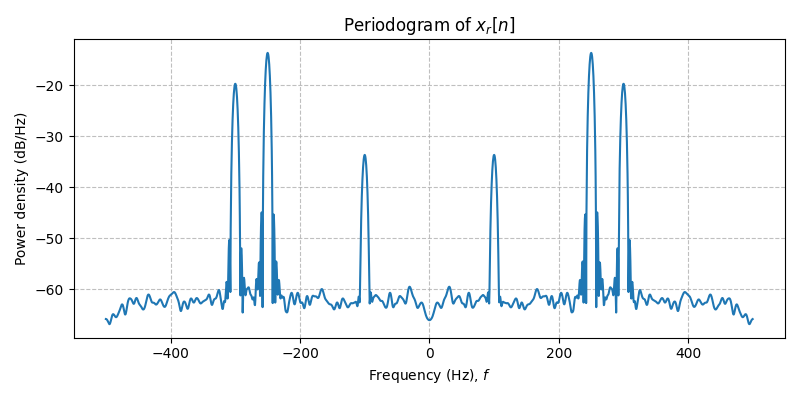 Periodogram of $x_r[n]$
Power density (dB/Hz)
−20
−30
−40
−50
−60
−400 −200 0 200 400
Frequency (Hz), f